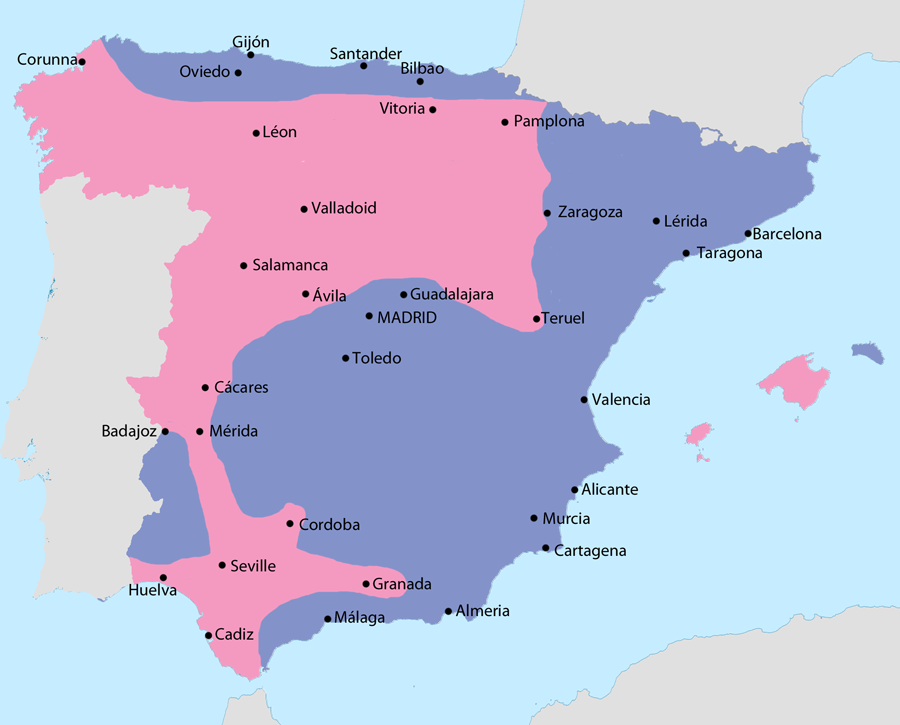 Gijón
Corunna
Santander
Oviedo
Bilbao
Vitoria
Pamplona
Léon
Valladoid
Zaragoza
Lérida
Barcelona
Taragona
Salamanca
Ávila
Guadalajara
MADRID
Teruel
Toledo
Cácares
Valencia
Badajoz
Mérida
Alicante
Cordoba
Murcia
Cartagena
Seville
Granada
Huelva
Almeria
Málaga
Cadiz